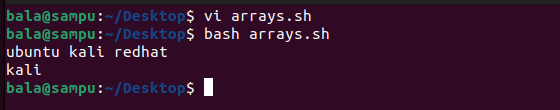 bala@sampu:~/Desktop$ vi arrays.sh
bala@sampu:~/Desktop$ bash arrays.sh
ubuntu kali redhat
kali
bala@sampu:~/Desktop$